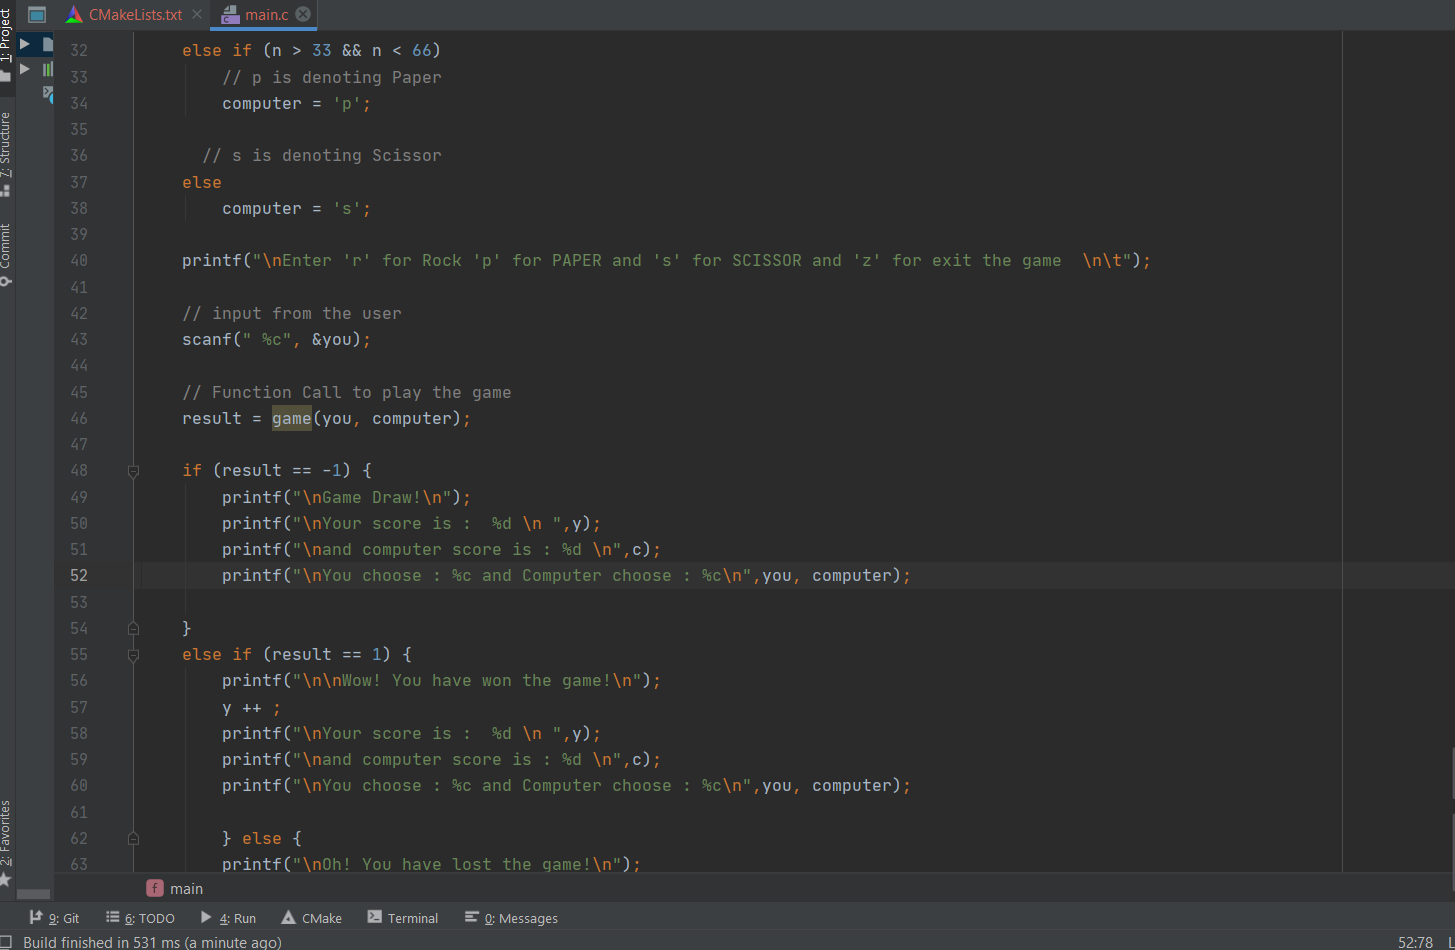 CMakeLists.txt
main.c
1: Project
7: Structure
Commit
2: Favorites
32 else if (n > 33 && n < 66)
33 // p is denoting Paper
34 computer = 'p';
35
36 // s is denoting Scissor
37 else
38 computer = 's';
39
40 printf("\nEnter 'r' for Rock 'p' for PAPER and 's' for SCISSOR and 'z' for exit the game  \n\t");
41
42 // input from the user
43 scanf(" %c", &you);
44
45 // Function Call to play the game
46 result = game(you, computer);
47
48 if (result == -1) {
49 printf("\nGame Draw!\n");
50 printf("\nYour score is :  %d \n ",y);
51 printf("\nand computer score is : %d \n",c);
52 printf("\nYou choose : %c and Computer choose : %c\n",you, computer);
53
54 }
55 else if (result == 1) {
56 printf("\n\nWow! You have won the game!\n");
57 y ++ ;
58 printf("\nYour score is :  %d \n ",y);
59 printf("\nand computer score is : %d \n",c);
60 printf("\nYou choose : %c and Computer choose : %c\n",you, computer);
61
62 } else {
63 printf("\nOh! You have lost the game!\n");
f main
9: Git 6: TODO 4: Run CMake Terminal 0: Messages
Build finished in 531 ms (a minute ago) 52:78